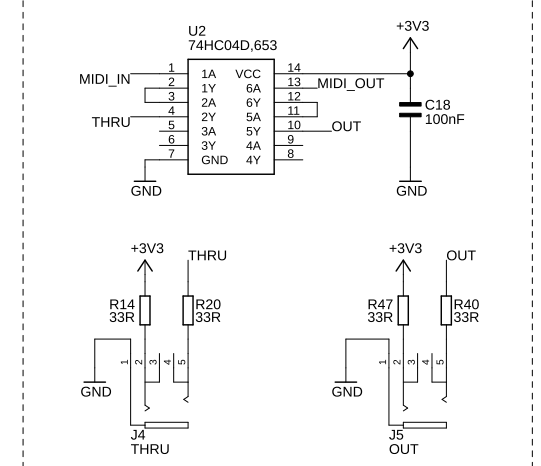 +3V3
U2
74HC04D,653
1 1A VCC 14
MIDI_IN
2 1Y 6A 13 MIDI_OUT
3 2A 6Y 12
C18
THRU 4 2Y 5A 11
100nF
5 3A 5Y 10 OUT
6 3Y 4A 9
7 GND 4Y 8
GND
GND
+3V3
THRU
+3V3
OUT
R14
33R
R20
33R
R47
33R
R40
33R
1 2 3 4 5
1 2 3 4 5
GND
GND
J4
THRU
J5
OUT